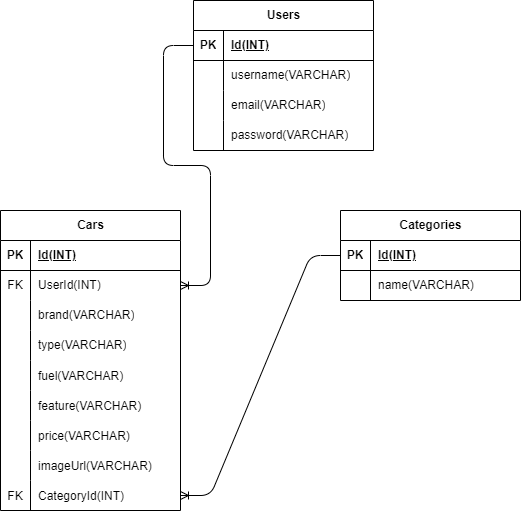 Users
PK Id(INT)
username(VARCHAR)
email(VARCHAR)
password(VARCHAR)
Cars
PK Id(INT)
FK UserId(INT)
brand(VARCHAR)
type(VARCHAR)
fuel(VARCHAR)
feature(VARCHAR)
price(VARCHAR)
imageUrl(VARCHAR)
FK CategoryId(INT)
Categories
PK Id(INT)
name(VARCHAR)